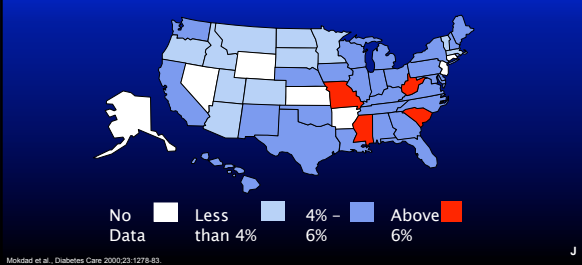 No Data
Less than 4%
4% – 6%
Above 6%
J
Mokdad et al., Diabetes Care 2000;23:1278-83.